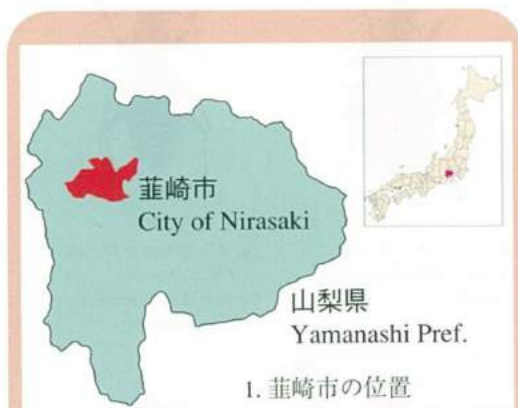 韮崎市
City of Nirasaki
山梨県
Yamanashi Pref.
1. 韮崎市の位置